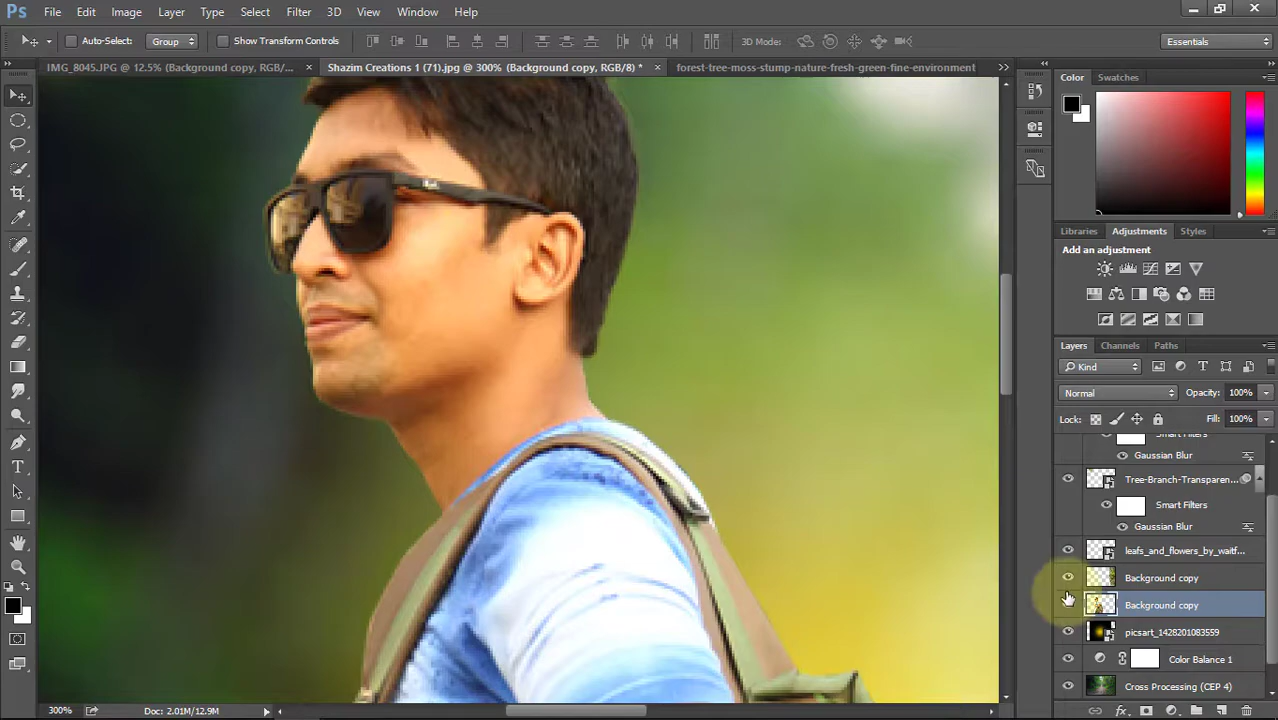 Ps File Edit Image Layer Type Select Filter 3D View Window Help
Auto-Select: Group Show Transform Controls 3D Mode: Essentials
IMG_8045.JPG @ 12.5% (Background copy, RGB/... × Shazim Creations 1 (71).jpg @ 300% (Background copy, RGB/8) * × forest-tree-moss-stump-nature-fresh-green-fine-environment
Color Swatches
Libraries Adjustments Styles
Add an adjustment
Layers Channels Paths
Kind
Normal Opacity: 100%
Lock: Fill: 100%
Smart Filters
Gaussian Blur
Tree-Branch-Transparen...
Smart Filters
Gaussian Blur
leafs_and_flowers_by_waitf...
Background copy
Background copy
picsart_1428201083559
Color Balance 1
Cross Processing (CEP 4)
300% Doc: 2.01M/12.9M